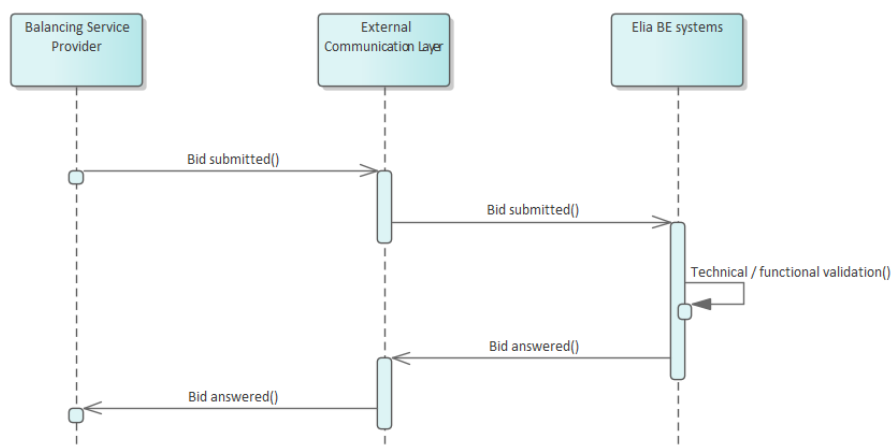 Balancing Service
Provider
External
Communication Layer
Elia BE systems
Bid submitted()
Bid submitted()
Technical / functional validation()
Bid answered()
Bid answered()